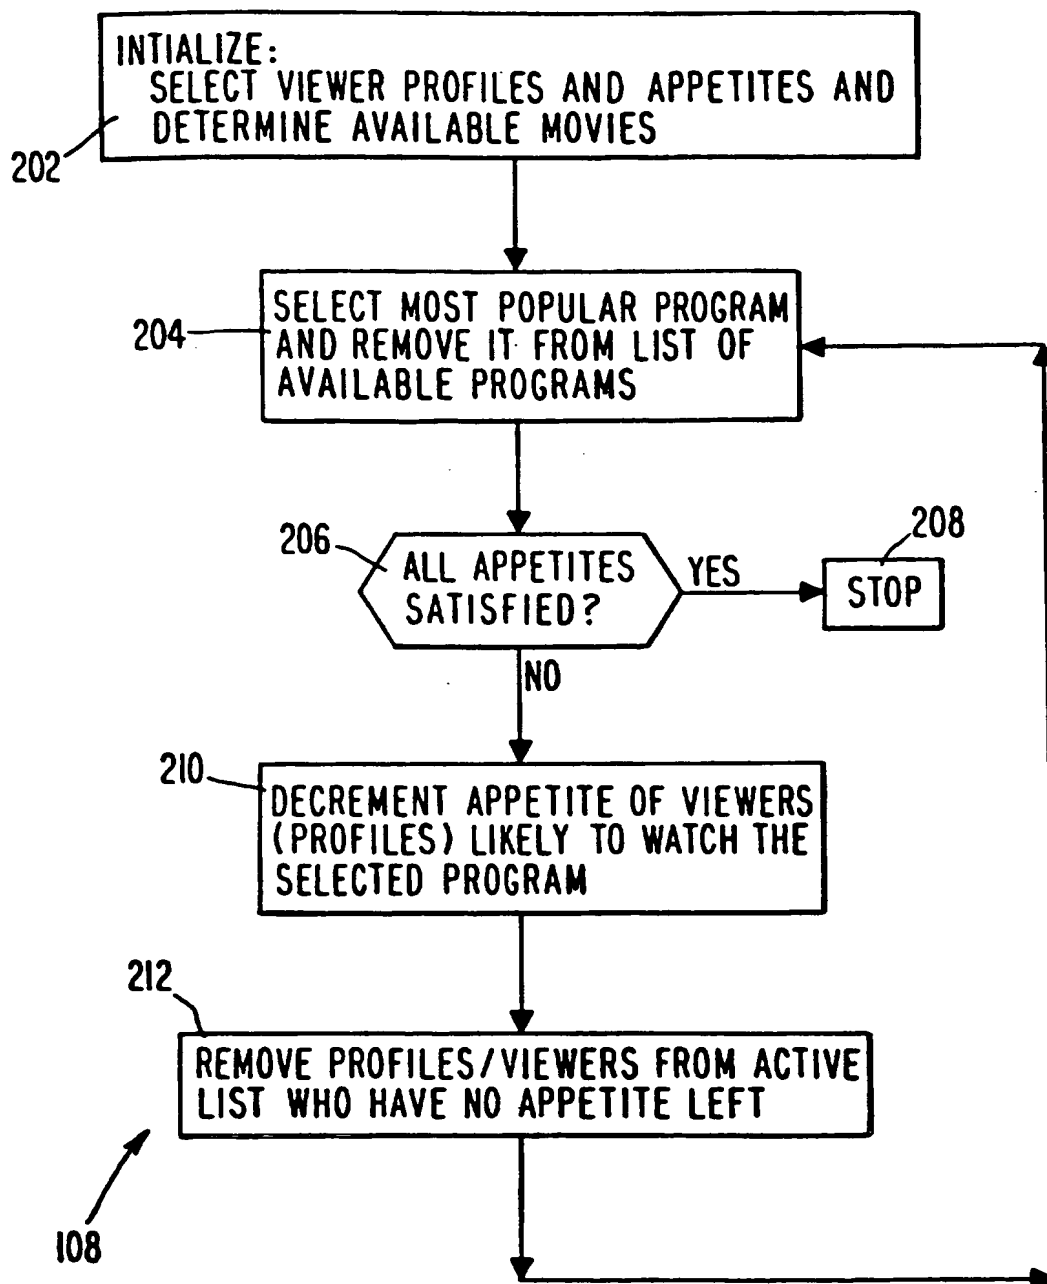 INTIALIZE:
SELECT VIEWER PROFILES AND APPETITES AND
DETERMINE AVAILABLE MOVIES
202
SELECT MOST POPULAR PROGRAM
AND REMOVE IT FROM LIST OF
AVAILABLE PROGRAMS
204
206
ALL APPETITES
SATISFIED?
YES
208
STOP
NO
210
DECREMENT APPETITE OF VIEWERS
(PROFILES) LIKELY TO WATCH THE
SELECTED PROGRAM
212
REMOVE PROFILES/VIEWERS FROM ACTIVE
LIST WHO HAVE NO APPETITE LEFT
108